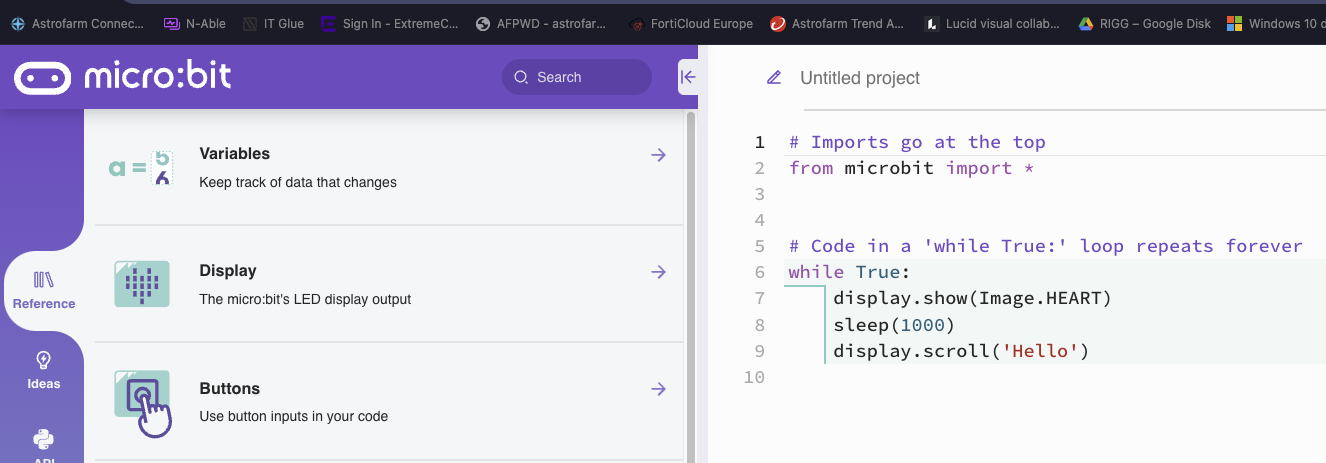 Astrofarm Connec...
N-Able
IT Glue
Sign In - ExtremeC...
AFPWD - astrofar...
FortiCloud Europe
Astrofarm Trend A...
Lucid visual collab...
RIGG – Google Disk
Windows 10 d
micro:bit
Search
Untitled project
a = 5
6
Variables
Keep track of data that changes
Display
The micro:bit's LED display output
Buttons
Use button inputs in your code
Reference
Ideas
API
1 # Imports go at the top
2 from microbit import *
3
4
5 # Code in a 'while True:' loop repeats forever
6 while True:
7     display.show(Image.HEART)
8     sleep(1000)
9     display.scroll('Hello')
10